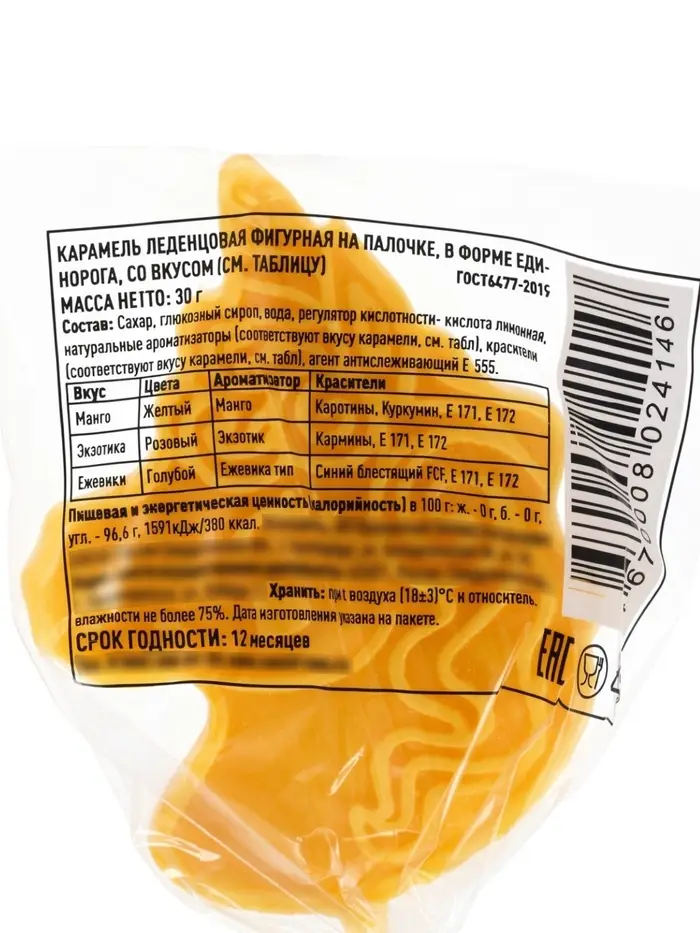 КАРАМЕЛЬ ЛЕДЕНЦОВАЯ ФИГУРНАЯ НА ПАЛОЧКЕ, В ФОРМЕ ЕДИ-
НОРОГА, СО ВКУСОМ (СМ. ТАБЛИЦУ)
ГОСТ6477-2019
МАССА НЕТТО: 30 г
Состав: Сахар, глюкозный сироп, вода, регулятор кислотности- кислота лимонная,
натуральные ароматизаторы (соответствуют вкусу карамели, см. табл), красители
(соответствуют вкусу карамели, см. табл), агент антислеживающий Е 555.
Вкус Цвета Ароматизатор Красители
Манго Желтый Манго Каротины, Куркумин, Е 171, Е 172
Экзотика Розовый Экзотик Кармины, Е 171, Е 172
Ежевики Голубой Ежевика тип Синий блестящий FCF, Е 171, Е 172
Пищевая и энергетическая ценность алорийность) в 100 г: ж. - 0 г, б. - 0 г,
угл. - 96,6 г, 1591кДж/380 ккал.
Хранить: воздуха (18±3)°С и относитель.
влажности не более 75%. Дата изготовления указана на пакете.
СРОК ГОДНОСТИ: 12 месяцев
ЕАС
6 70008 024146